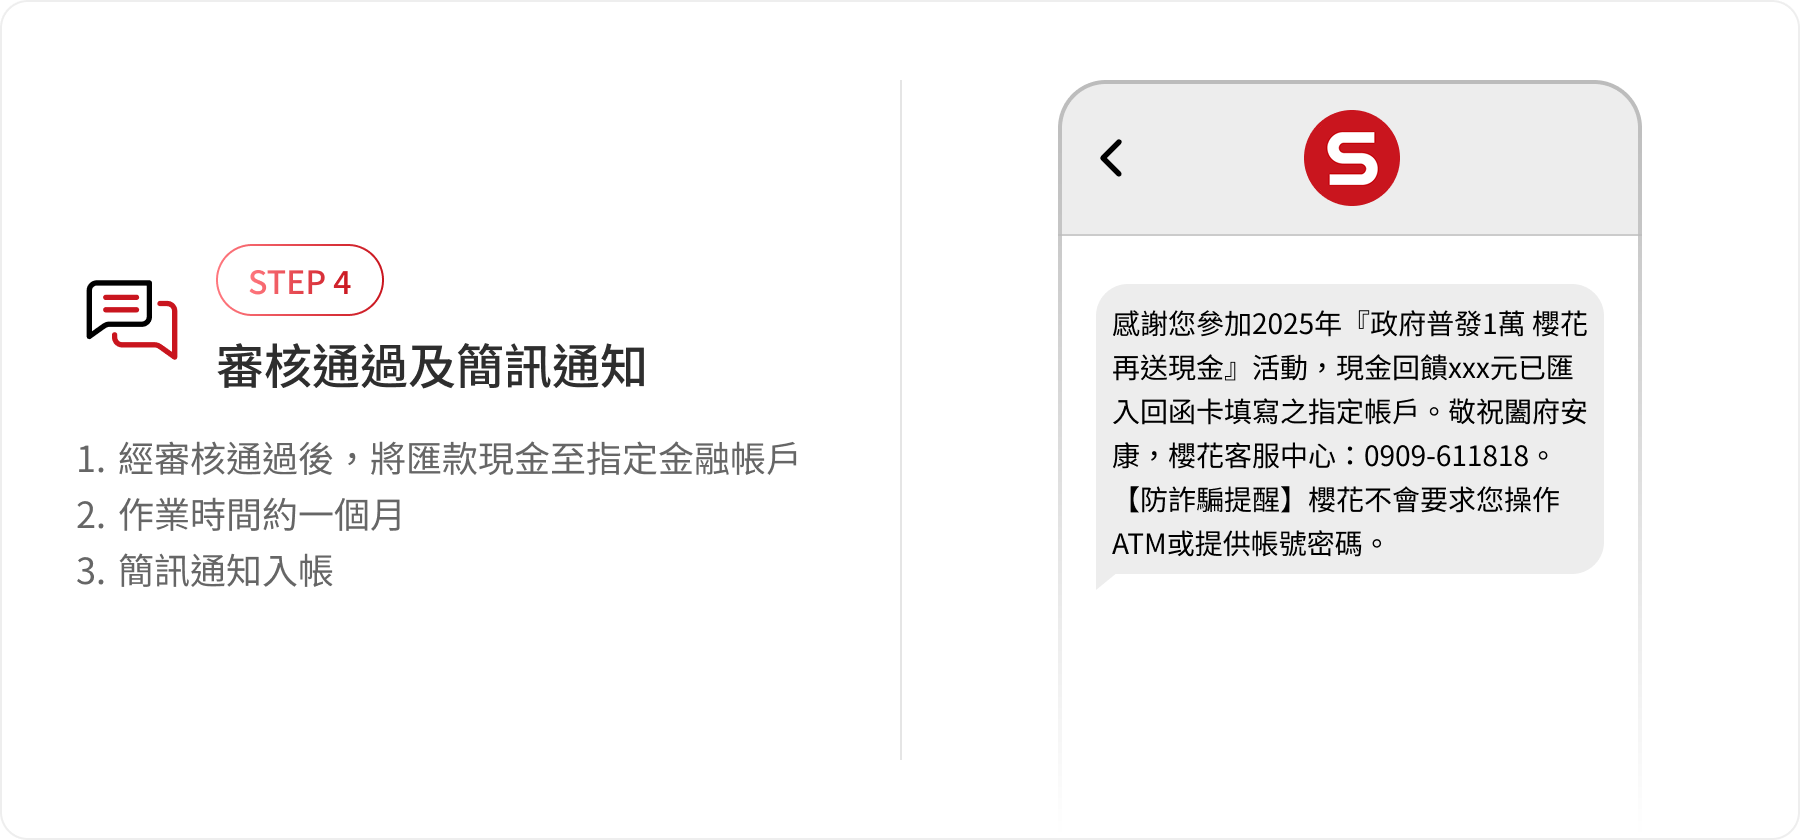 STEP 4
審核通過及簡訊通知
1. 經審核通過後，將匯款現金至指定金融帳戶
2. 作業時間約一個月
3. 簡訊通知入帳
S
感謝您參加2025年『政府普發1萬 櫻花
再送現金』活動，現金回饋xxx元已匯
入回函卡填寫之指定帳戶。敬祝闔府安
康，櫻花客服中心：0909-611818。
【防詐騙提醒】櫻花不會要求您操作
ATM或提供帳號密碼。